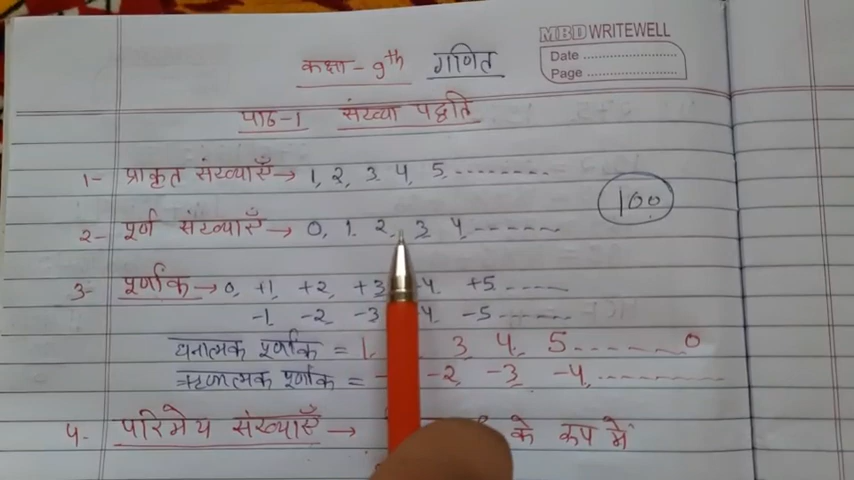 MBD WRITEWELL
Date
Page
कक्षा - 9th गणित
पाठ-1 संख्या पद्धति
1- प्राकृत संख्याएँ → 1, 2, 3, 4, 5, --------
100
2- पूर्ण संख्याएँ → 0, 1, 2, 3, 4, ------
3- पूर्णांक → 0, +1, +2, +3, 4, +5, -----
-1, -2, -3, 4, -5, ------
धनात्मक पूर्णांक = 1, 3, 4, 5, ------ 0
ऋणात्मक पूर्णांक = - -2, -3, -4, --------
4- परिमेय संख्याएँ → के रूप में